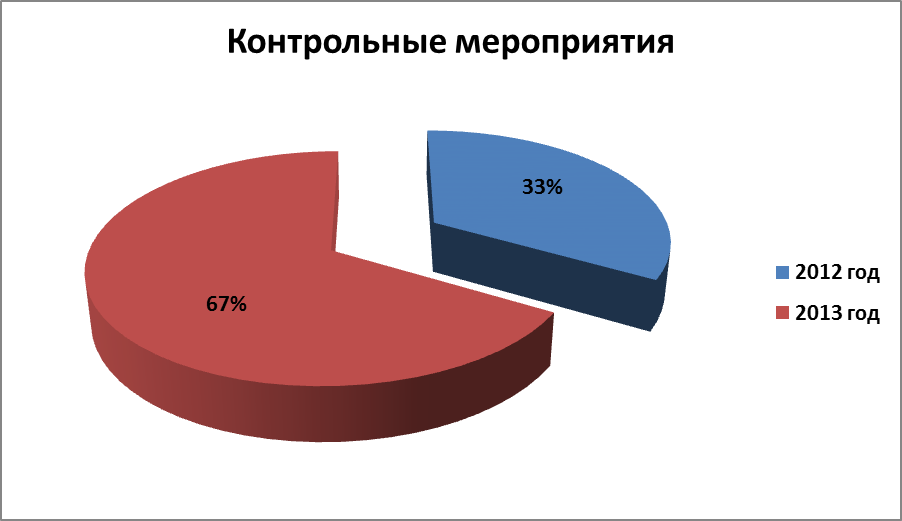 Контрольные мероприятия
33%
67%
2012 год
2013 год